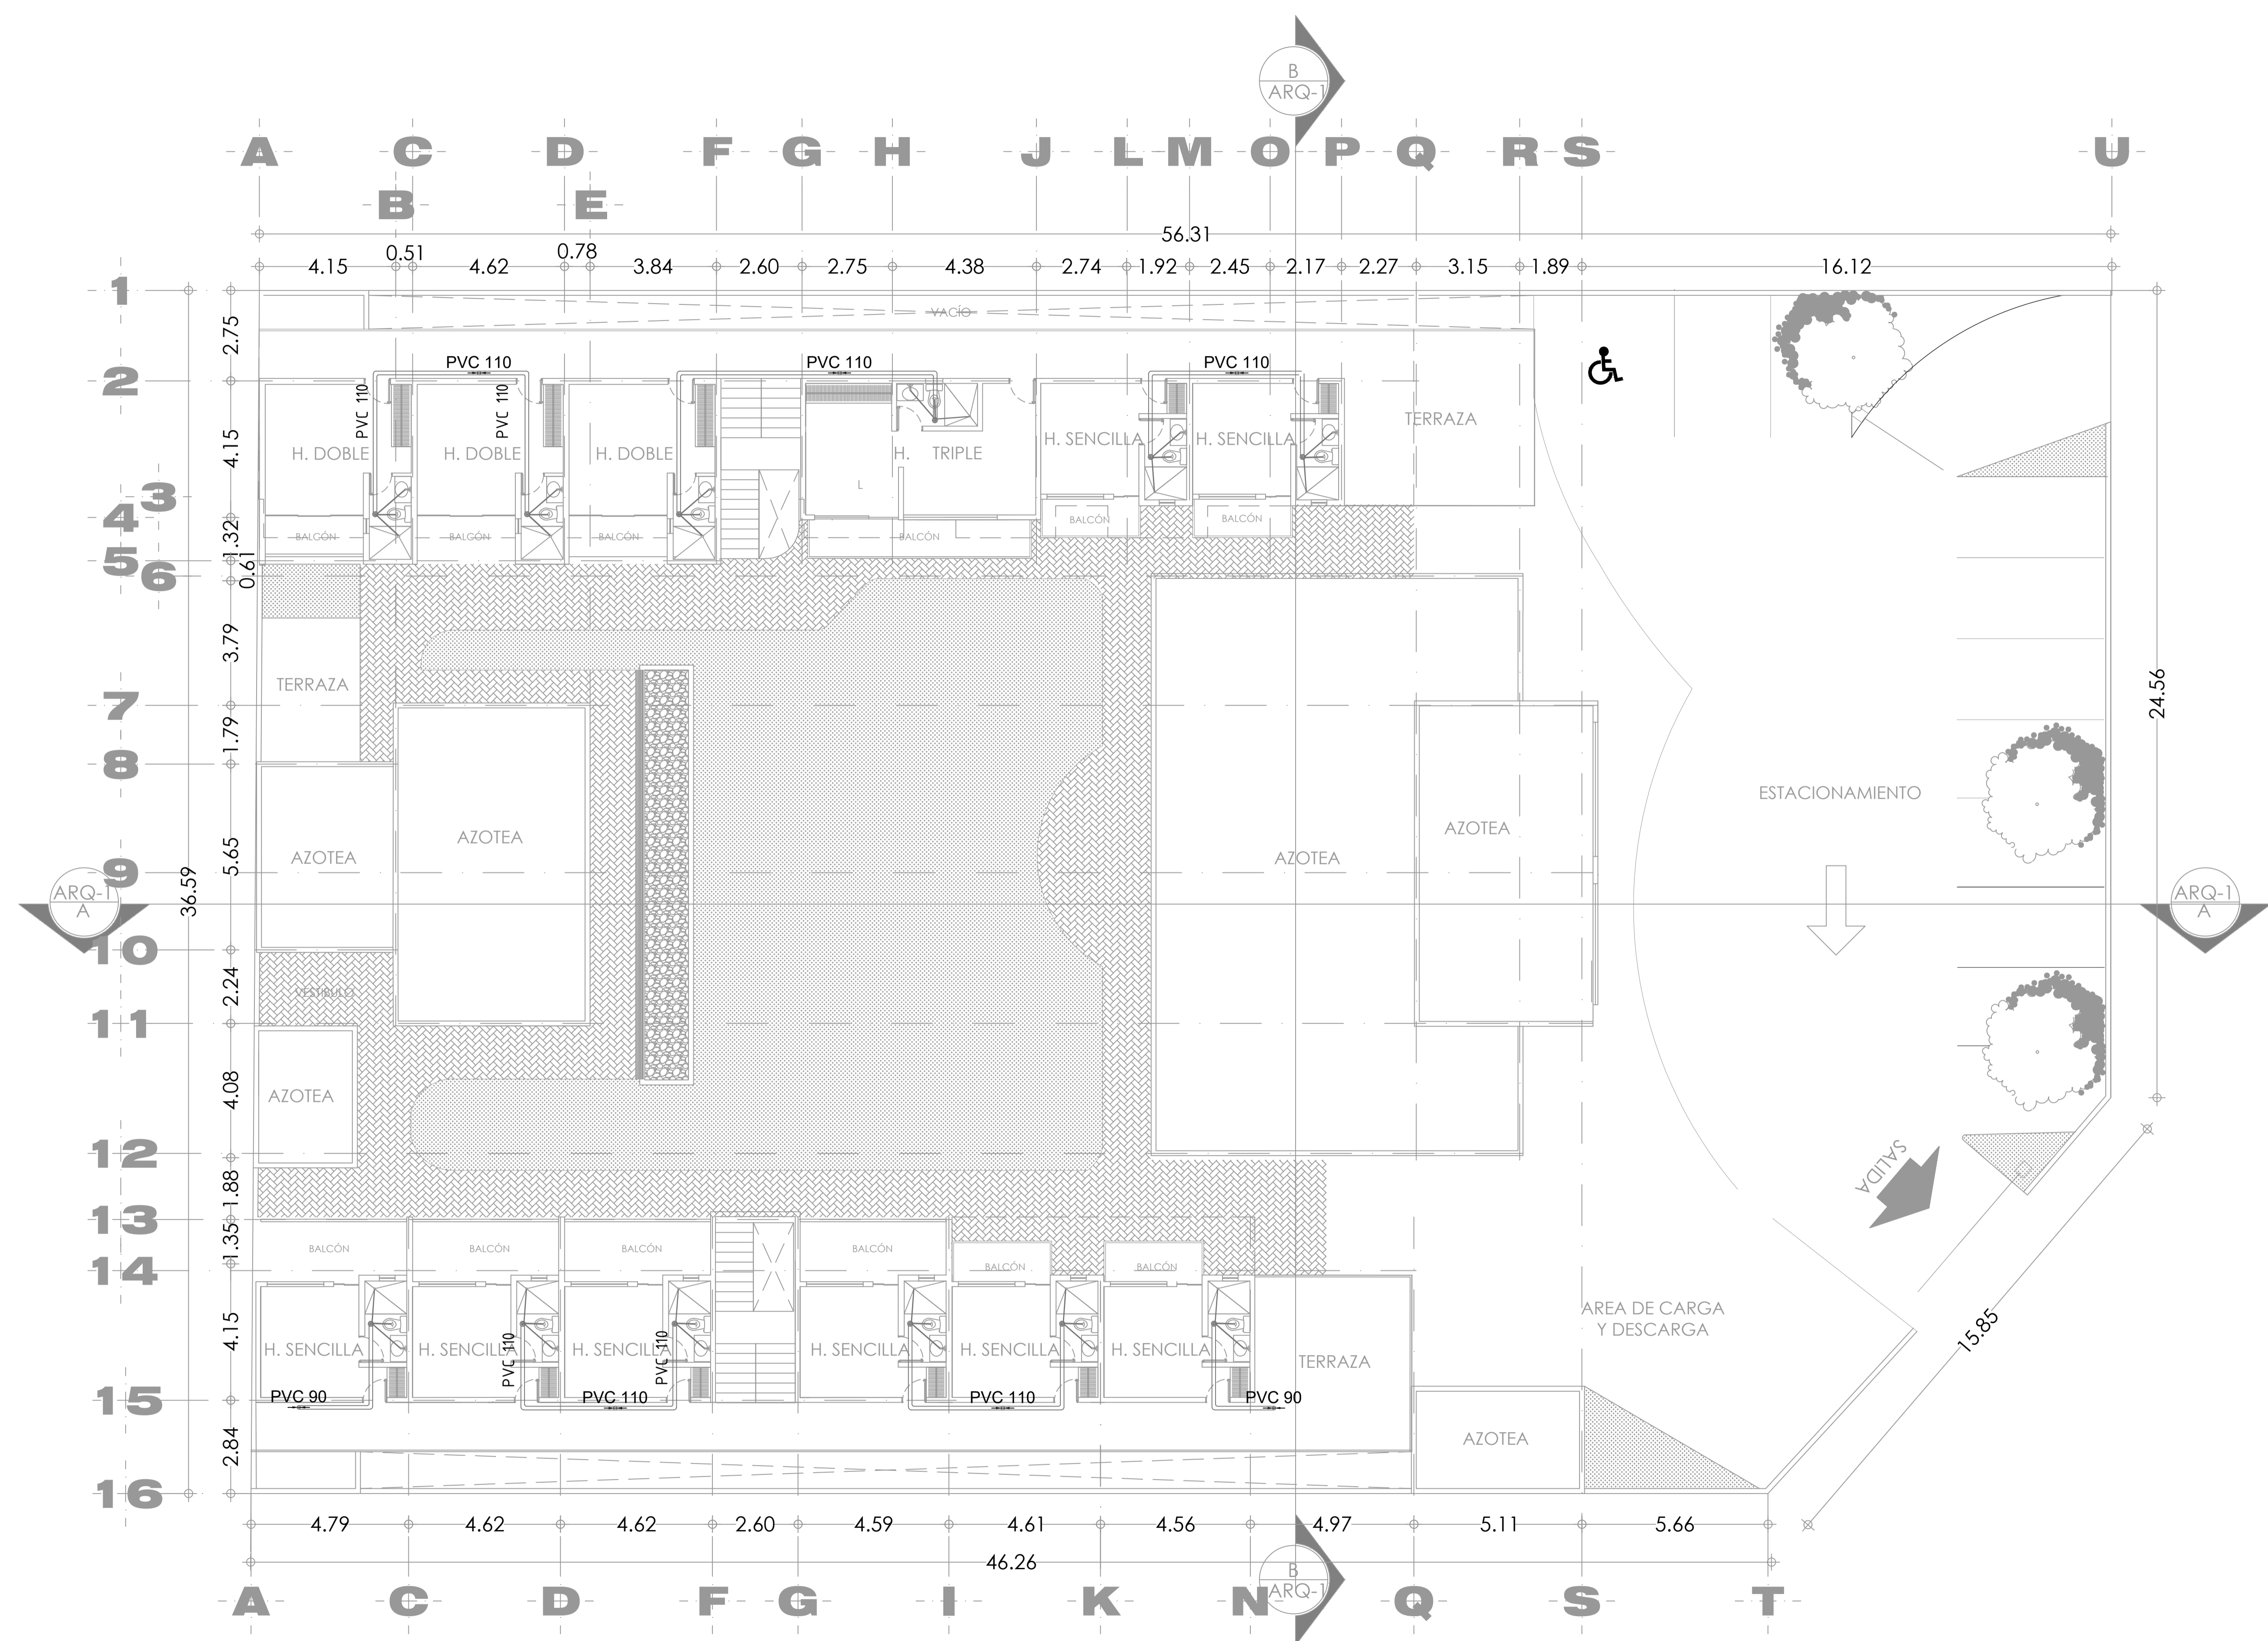 B
ARQ-1
A C D F G H J L M O P Q R S U
B E
56.31
4.15 0.51 4.62 0.78 3.84 2.60 2.75 4.38 2.74 1.92 2.45 2.17 2.27 3.15 1.89 16.12
1
VACÍO
2.75
PVC 110 PVC 110 PVC 110
2
PVC 110 PVC 110
TERRAZA
H. SENCILLA H. SENCILLA
H. DOBLE H. DOBLE H. DOBLE H. TRIPLE
4.15
L
3
4
BALCÓN BALCÓN
1.32
BALCÓN BALCÓN BALCÓN BALCÓN
5
6
0.61
3.79
TERRAZA
24.56
7
1.79
8
ESTACIONAMIENTO
AZOTEA
AZOTEA
5.65
AZOTEA
AZOTEA
9
36.59
ARQ-1
A
ARQ-1
A
10
2.24
VESTIBULO
11
4.08
AZOTEA
12
SALIDA
1.88
13
1.35
BALCÓN BALCÓN BALCÓN BALCÓN
BALCÓN BALCÓN
14
AREA DE CARGA
Y DESCARGA
15.85
4.15
H. SENCILLA H. SENCILLA H. SENCILLA H. SENCILLA H. SENCILLA H. SENCILLA
PVC 110 PVC 110
TERRAZA
15
PVC 90 PVC 110 PVC 110 PVC 90
2.84
AZOTEA
16
4.79 4.62 4.62 2.60 4.59 4.61 4.56 4.97 5.11 5.66
46.26
B
ARQ-1
A C D F G I K N Q S T